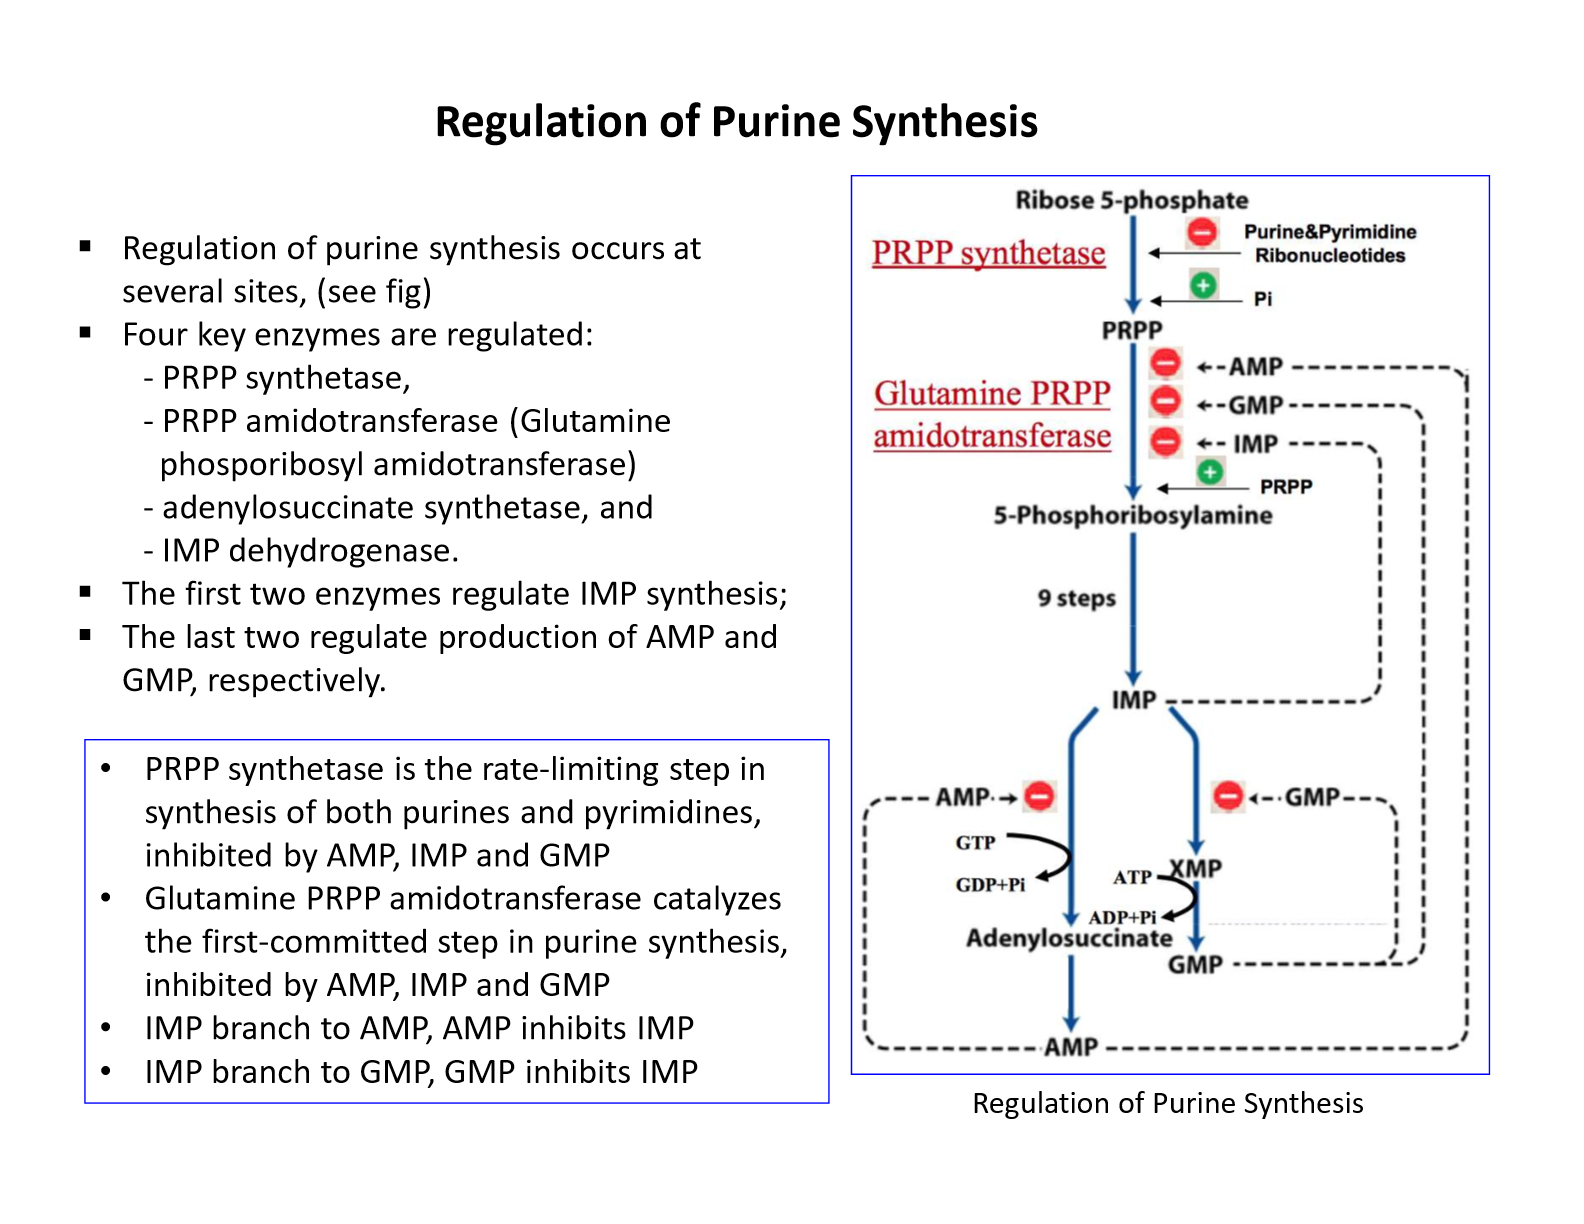 Regulation of Purine Synthesis
▪ Regulation of purine synthesis occurs at
several sites, (see fig)
▪ Four key enzymes are regulated:
- PRPP synthetase,
- PRPP amidotransferase (Glutamine
phosporibosyl amidotransferase)
- adenylosuccinate synthetase, and
- IMP dehydrogenase.
▪ The first two enzymes regulate IMP synthesis;
▪ The last two regulate production of AMP and
GMP, respectively.
• PRPP synthetase is the rate-limiting step in
synthesis of both purines and pyrimidines,
inhibited by AMP, IMP and GMP
• Glutamine PRPP amidotransferase catalyzes
the first-committed step in purine synthesis,
inhibited by AMP, IMP and GMP
• IMP branch to AMP, AMP inhibits IMP
• IMP branch to GMP, GMP inhibits IMP
Ribose 5-phosphate
PRPP synthetase
Purine&Pyrimidine
Ribonucleotides
Pi
PRPP
AMP
Glutamine PRPP
amidotransferase
GMP
IMP
PRPP
5-Phosphoribosylamine
9 steps
IMP
AMP
GMP
GTP
GDP+Pi
XMP
ATP
ADP+Pi
Adenylosuccinate
GMP
AMP
Regulation of Purine Synthesis